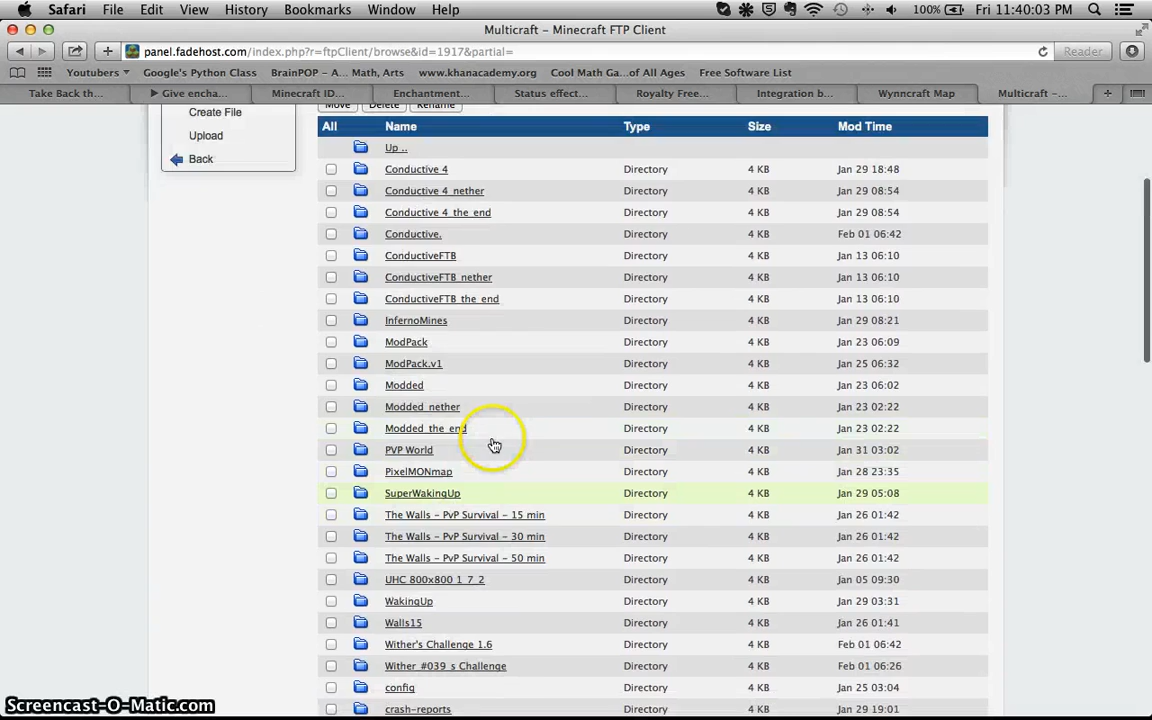 Safari File Edit View History Bookmarks Window Help 100% Fri 11:40:03 PM
Multicraft – Minecraft FTP Client
panel.fadehost.com/index.php?r=ftpClient/browse&id=1917&partial= Reader
Youtubers Google's Python Class BrainPOP – A... Math, Arts www.khanacademy.org Cool Math Ga...of All Ages Free Software List
Take Back th... Give encha... Minecraft ID... Enchantment... Status effect... Royalty Free... Integration b... Wynncraft Map Multicraft –...
Move Delete Rename
Create File
Upload
Back
All Name Type Size Mod Time
Up ..
Conductive 4 Directory 4 KB Jan 29 18:48
Conductive 4_nether Directory 4 KB Jan 29 08:54
Conductive 4_the_end Directory 4 KB Jan 29 08:54
Conductive. Directory 4 KB Feb 01 06:42
ConductiveFTB Directory 4 KB Jan 13 06:10
ConductiveFTB_nether Directory 4 KB Jan 13 06:10
ConductiveFTB_the_end Directory 4 KB Jan 13 06:10
InfernoMines Directory 4 KB Jan 29 08:21
ModPack Directory 4 KB Jan 23 06:09
ModPack.v1 Directory 4 KB Jan 25 06:32
Modded Directory 4 KB Jan 23 06:02
Modded_nether Directory 4 KB Jan 23 02:22
Modded_the_end Directory 4 KB Jan 23 02:22
PVP World Directory 4 KB Jan 31 03:02
PixelMONmap Directory 4 KB Jan 28 23:35
SuperWakingUp Directory 4 KB Jan 29 05:08
The Walls – PvP Survival – 15 min Directory 4 KB Jan 26 01:42
The Walls – PvP Survival – 30 min Directory 4 KB Jan 26 01:42
The Walls – PvP Survival – 50 min Directory 4 KB Jan 26 01:42
UHC 800x800 1_7_2 Directory 4 KB Jan 05 09:30
WakingUp Directory 4 KB Jan 29 03:31
Walls15 Directory 4 KB Jan 26 01:41
Wither's Challenge 1.6 Directory 4 KB Feb 01 06:42
Wither_#039_s Challenge Directory 4 KB Feb 01 06:26
config Directory 4 KB Jan 25 03:04
crash-reports Directory 4 KB Jan 29 19:01
Screencast-O-Matic.com